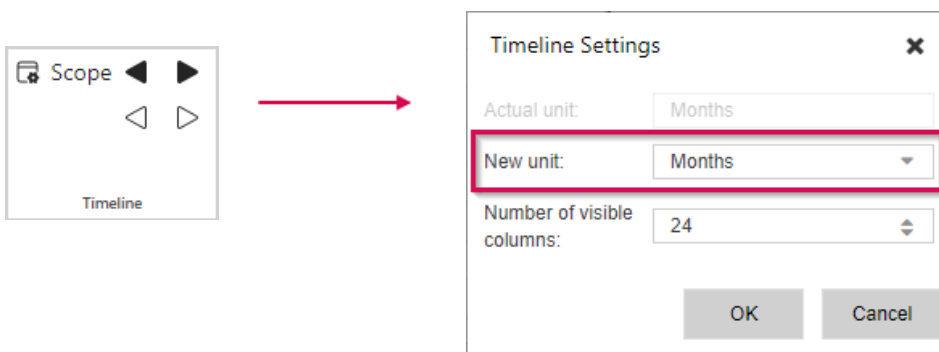 Scope
Timeline
Timeline Settings
Actual unit: Months
New unit: Months
Number of visible
columns:
24
OK Cancel